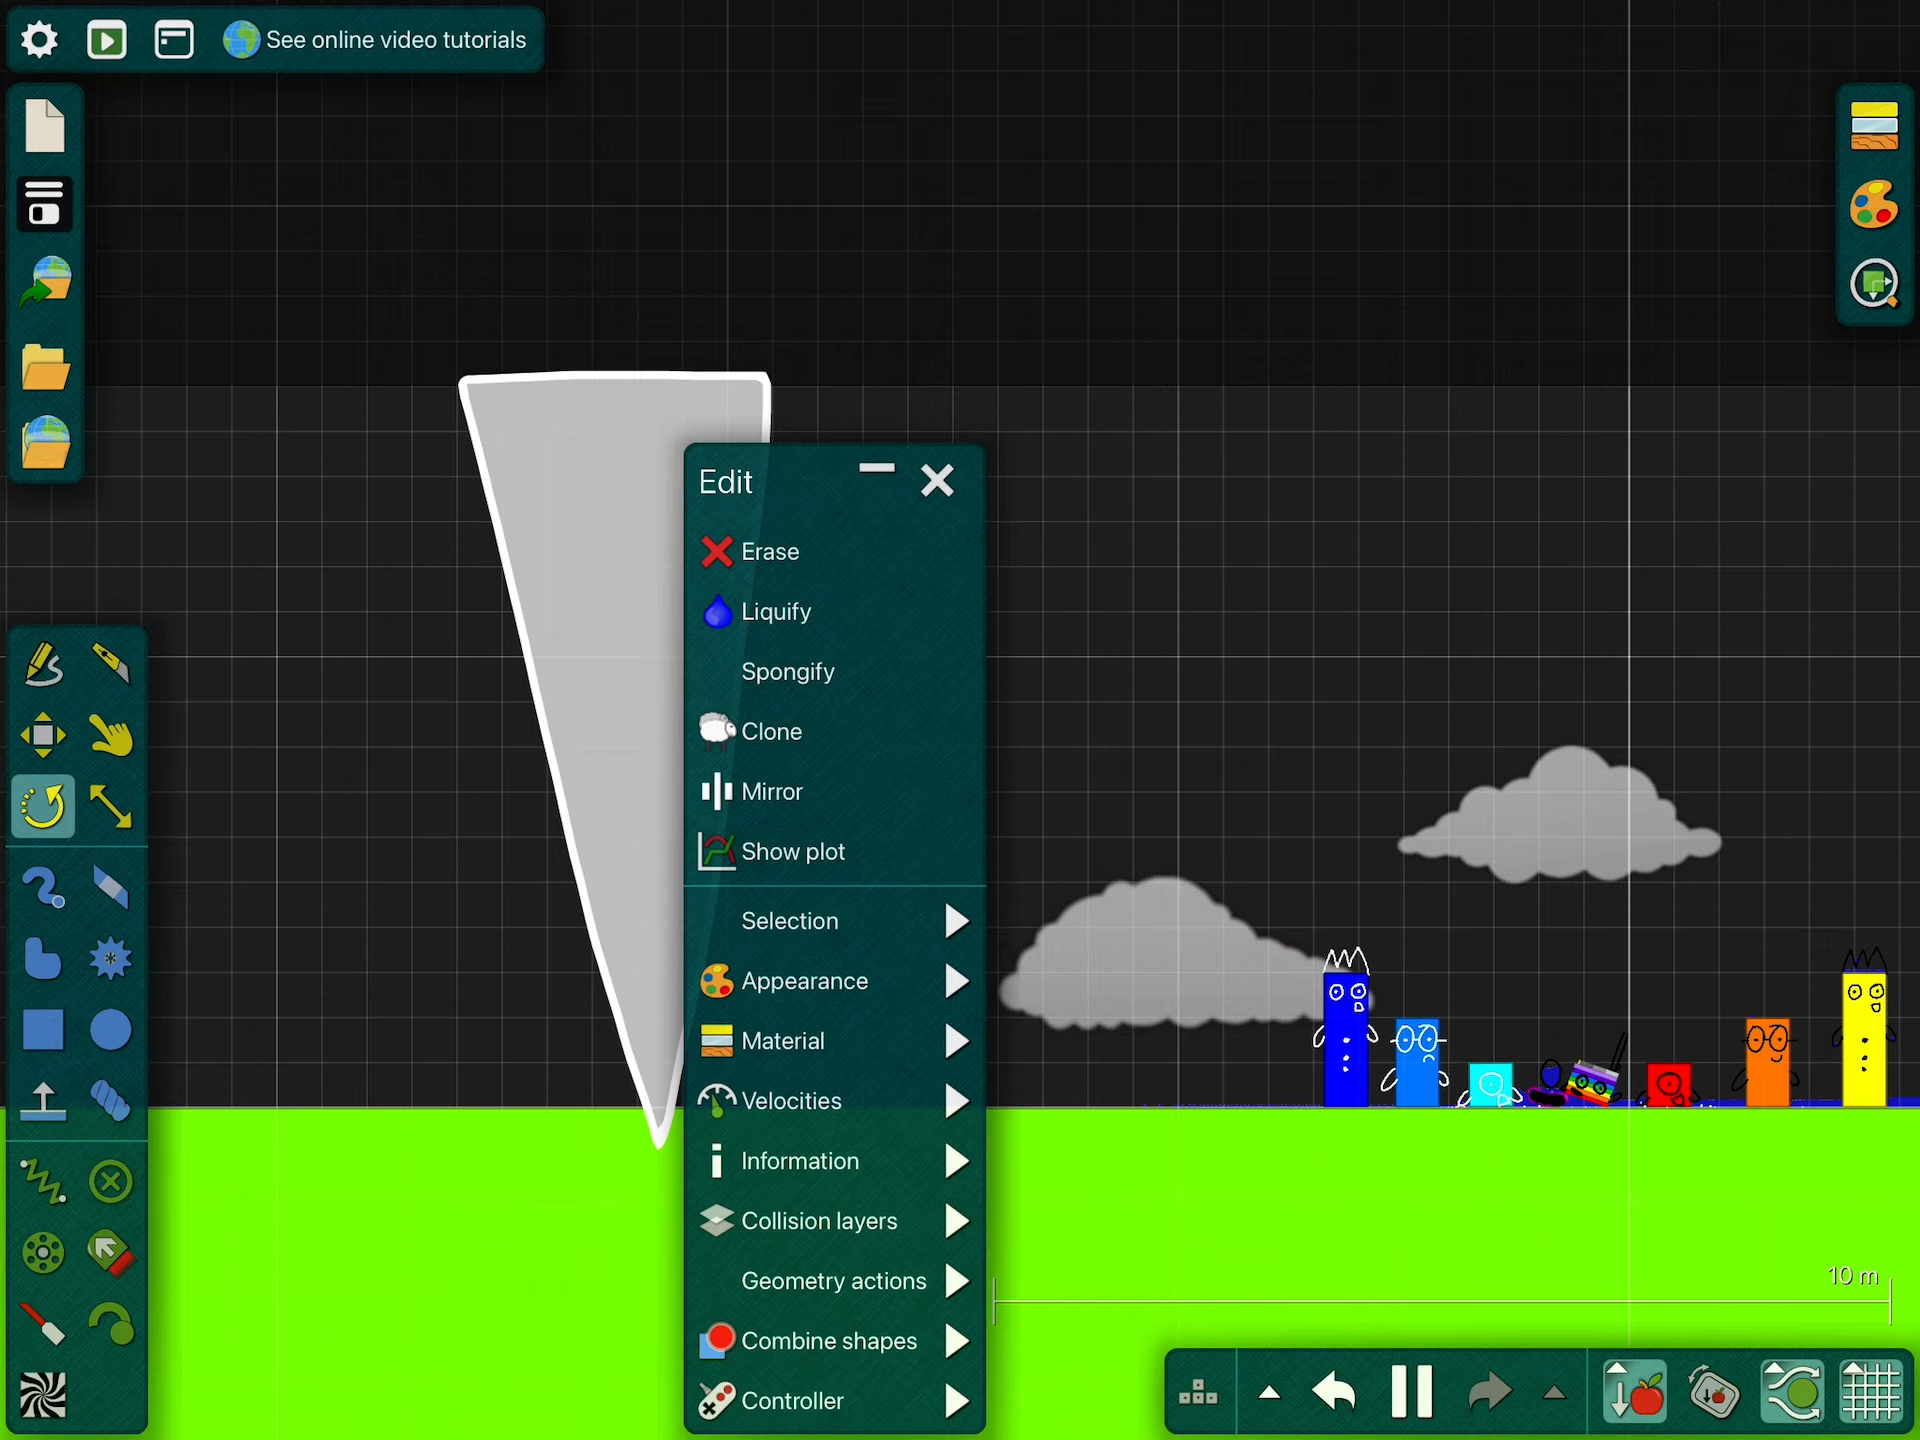 See online video tutorials
Edit
Erase
Liquify
Spongify
Clone
Mirror
Show plot
Selection
Appearance
Material
Velocities
Information
Collision layers
Geometry actions
Combine shapes
Controller
10 m